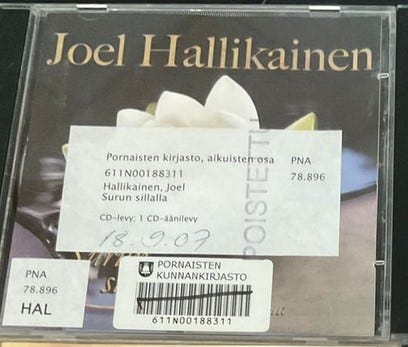 Joel Hallikainen
Pornaisten kirjasto, aikuisten osa PNA
611N00188311 78.896
Hallikainen, Joel
Surun sillalla
CD-levy; 1 CD-äänilevy
18.9.07
POISTETTU
PNA
78.896
HAL
PORNAISTEN
KUNNANKIRJASTO
611N00188311